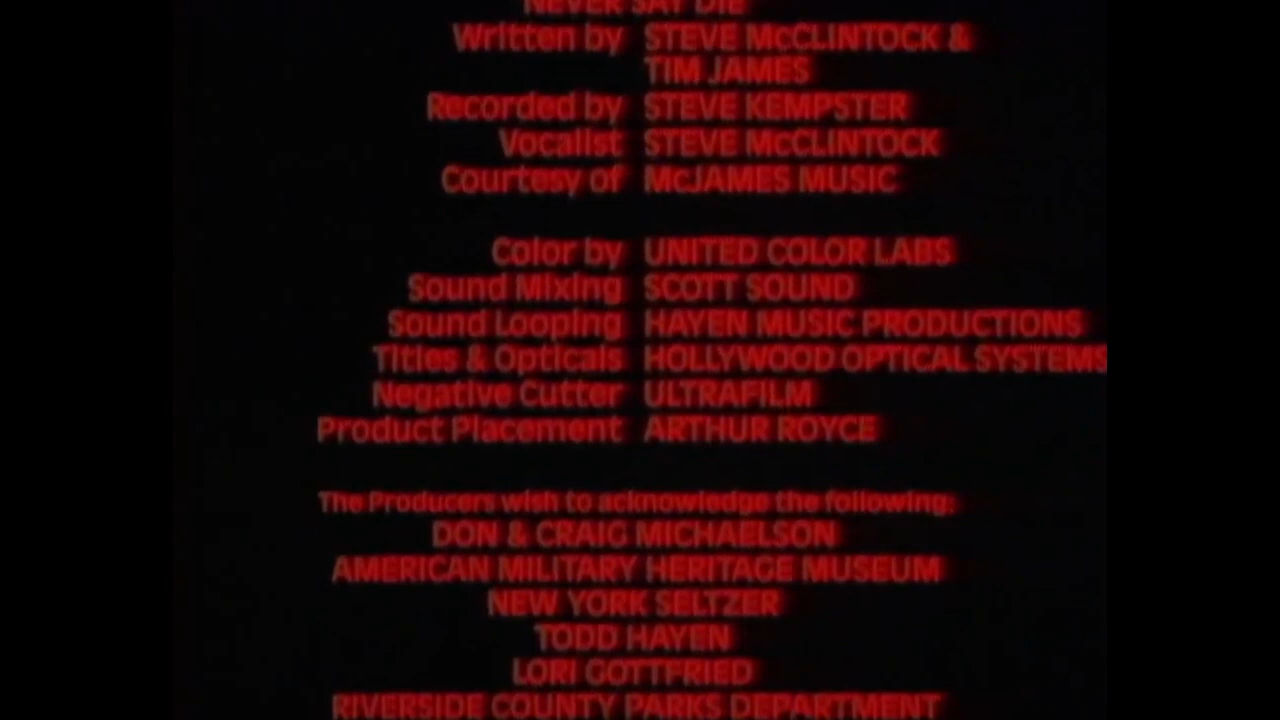 NEVER SAY DIE
Written by STEVE McCLINTOCK &
TIM JAMES
Recorded by STEVE KEMPSTER
Vocalist STEVE McCLINTOCK
Courtesy of McJAMES MUSIC
Color by UNITED COLOR LABS
Sound Mixing SCOTT SOUND
Sound Looping HAYEN MUSIC PRODUCTIONS
Titles & Opticals HOLLYWOOD OPTICAL SYSTEMS
Negative Cutter ULTRAFILM
Product Placement ARTHUR ROYCE
The Producers wish to acknowledge the following:
DON & CRAIG MICHAELSON
AMERICAN MILITARY HERITAGE MUSEUM
NEW YORK SELTZER
TODD HAYEN
LORI GOTTFRIED
RIVERSIDE COUNTY PARKS DEPARTMENT